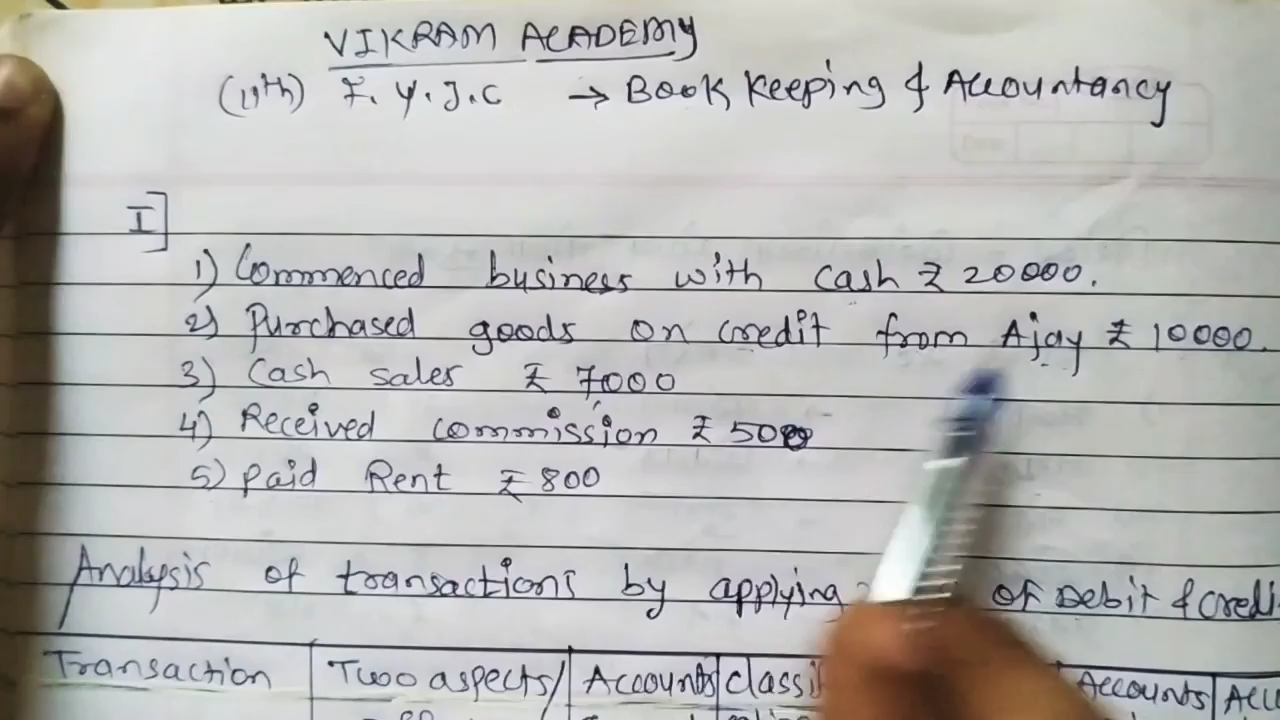 VIKRAM ACADEMY
(11th) F.Y.J.C → Book Keeping & Accountancy
I]
1) Commenced business with cash ₹ 20000.
2) Purchased goods on credit from Ajay ₹ 10000.
3) Cash sales ₹ 7000
4) Received commission ₹ 500
5) Paid Rent ₹ 800
Analysis of transactions by applying of Debit & Credi
Transaction Two aspects/ Accounts Classi Accounts Acc